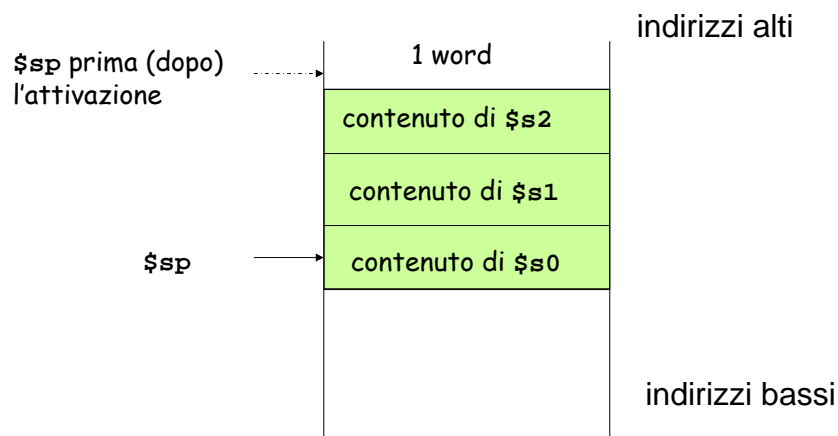 indirizzi alti
$sp prima (dopo)
l'attivazione
1 word
contenuto di $s2
contenuto di $s1
$sp
contenuto di $s0
indirizzi bassi